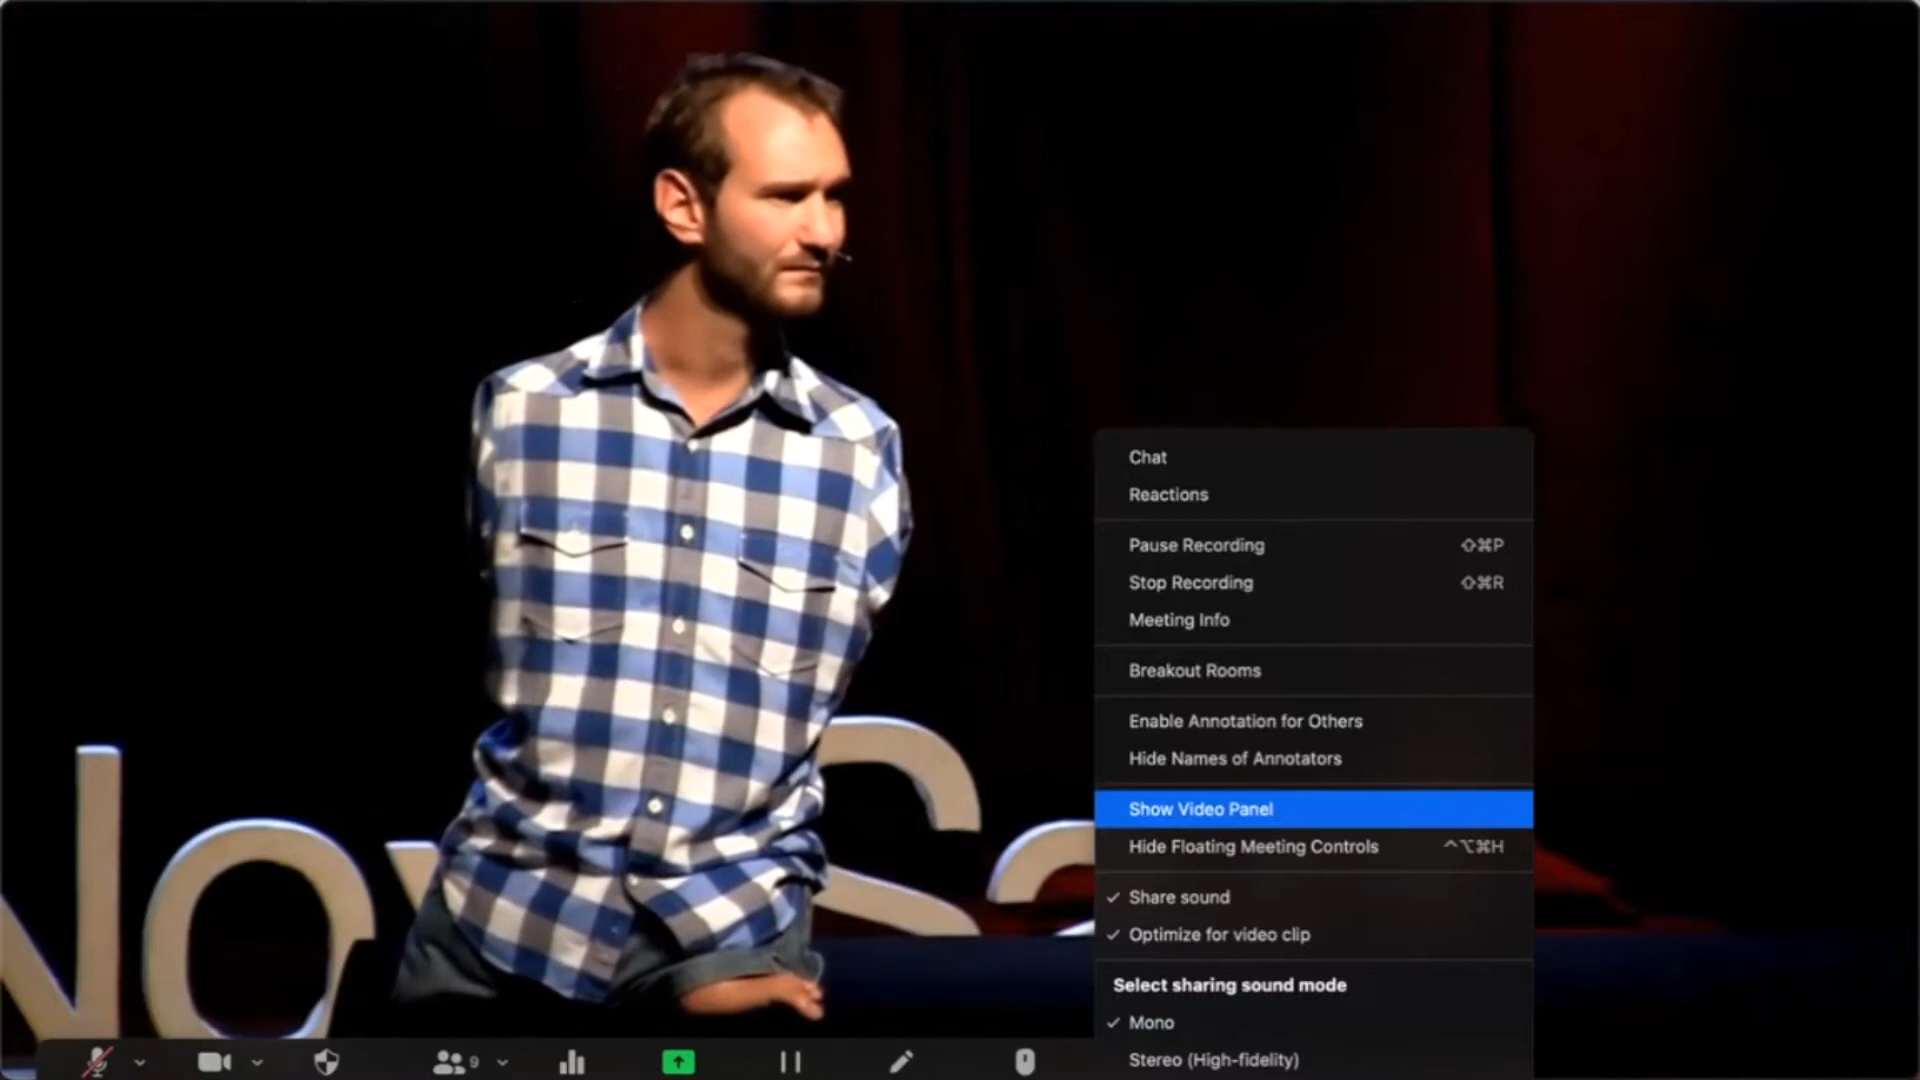 Novi Sa
Chat
Reactions
Pause Recording ⇧⌘P
Stop Recording ⇧⌘R
Meeting Info
Breakout Rooms
Enable Annotation for Others
Hide Names of Annotators
Show Video Panel
Hide Floating Meeting Controls ^⌥⌘H
✓ Share sound
✓ Optimize for video clip
Select sharing sound mode
✓ Mono
Stereo (High-fidelity)
9